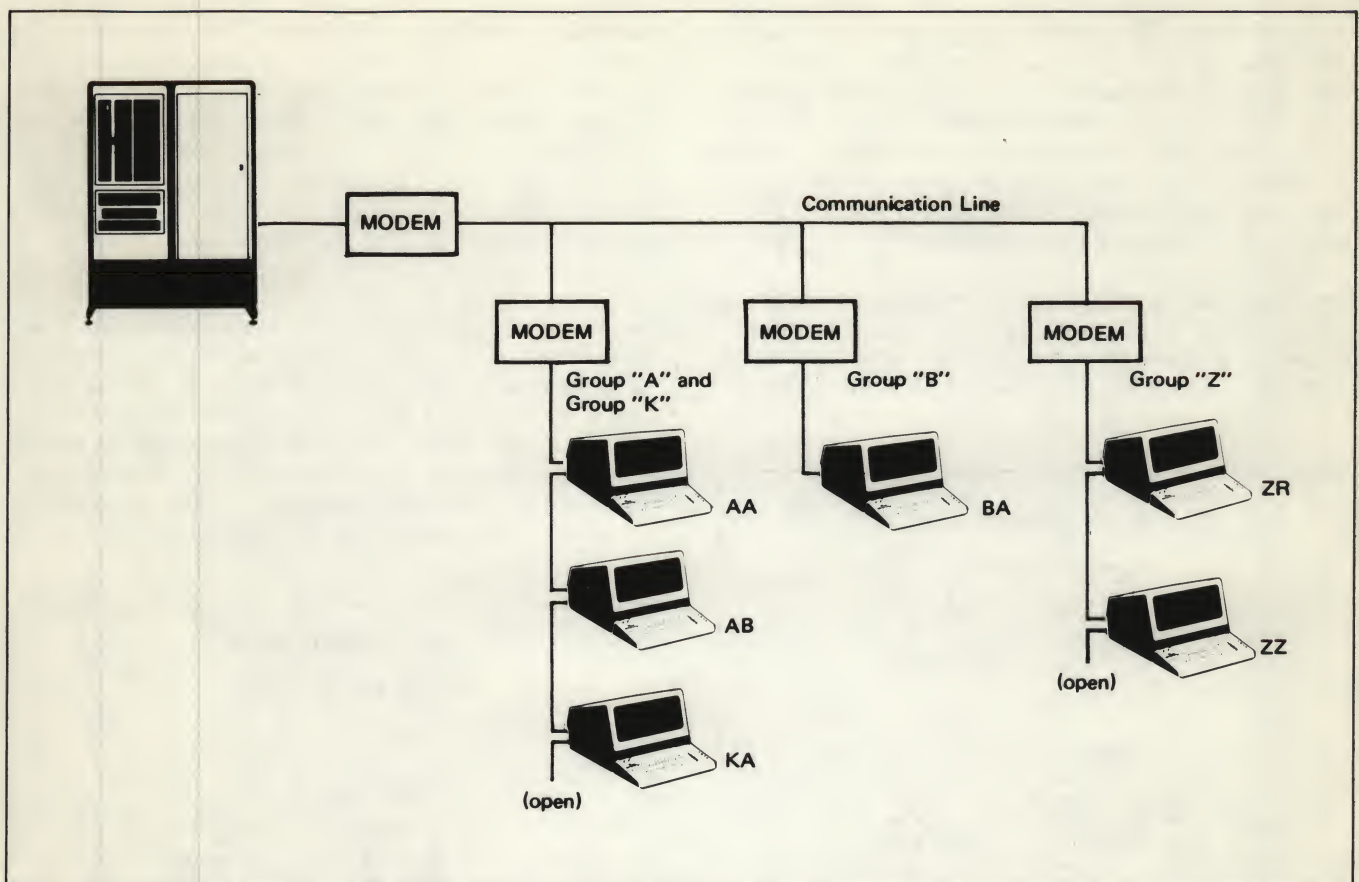 Communication Line
MODEM
MODEM
MODEM
MODEM
Group "A" and
Group "K"
Group "B"
Group "Z"
AA
BA
ZR
AB
ZZ
KA
(open)
(open)